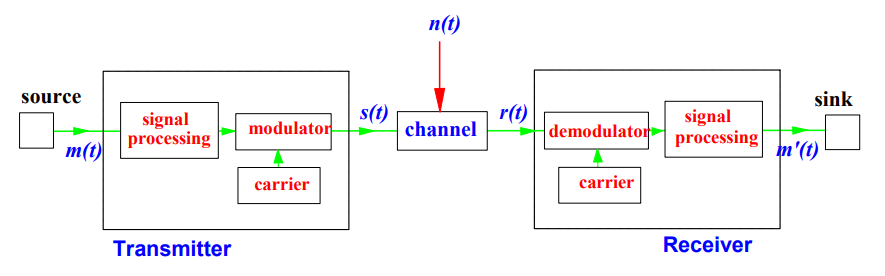 n(t)
source
signal
processing
modulator
carrier
m(t)
s(t)
channel
r(t)
demodulator
carrier
signal
processing
sink
m'(t)
Transmitter
Receiver